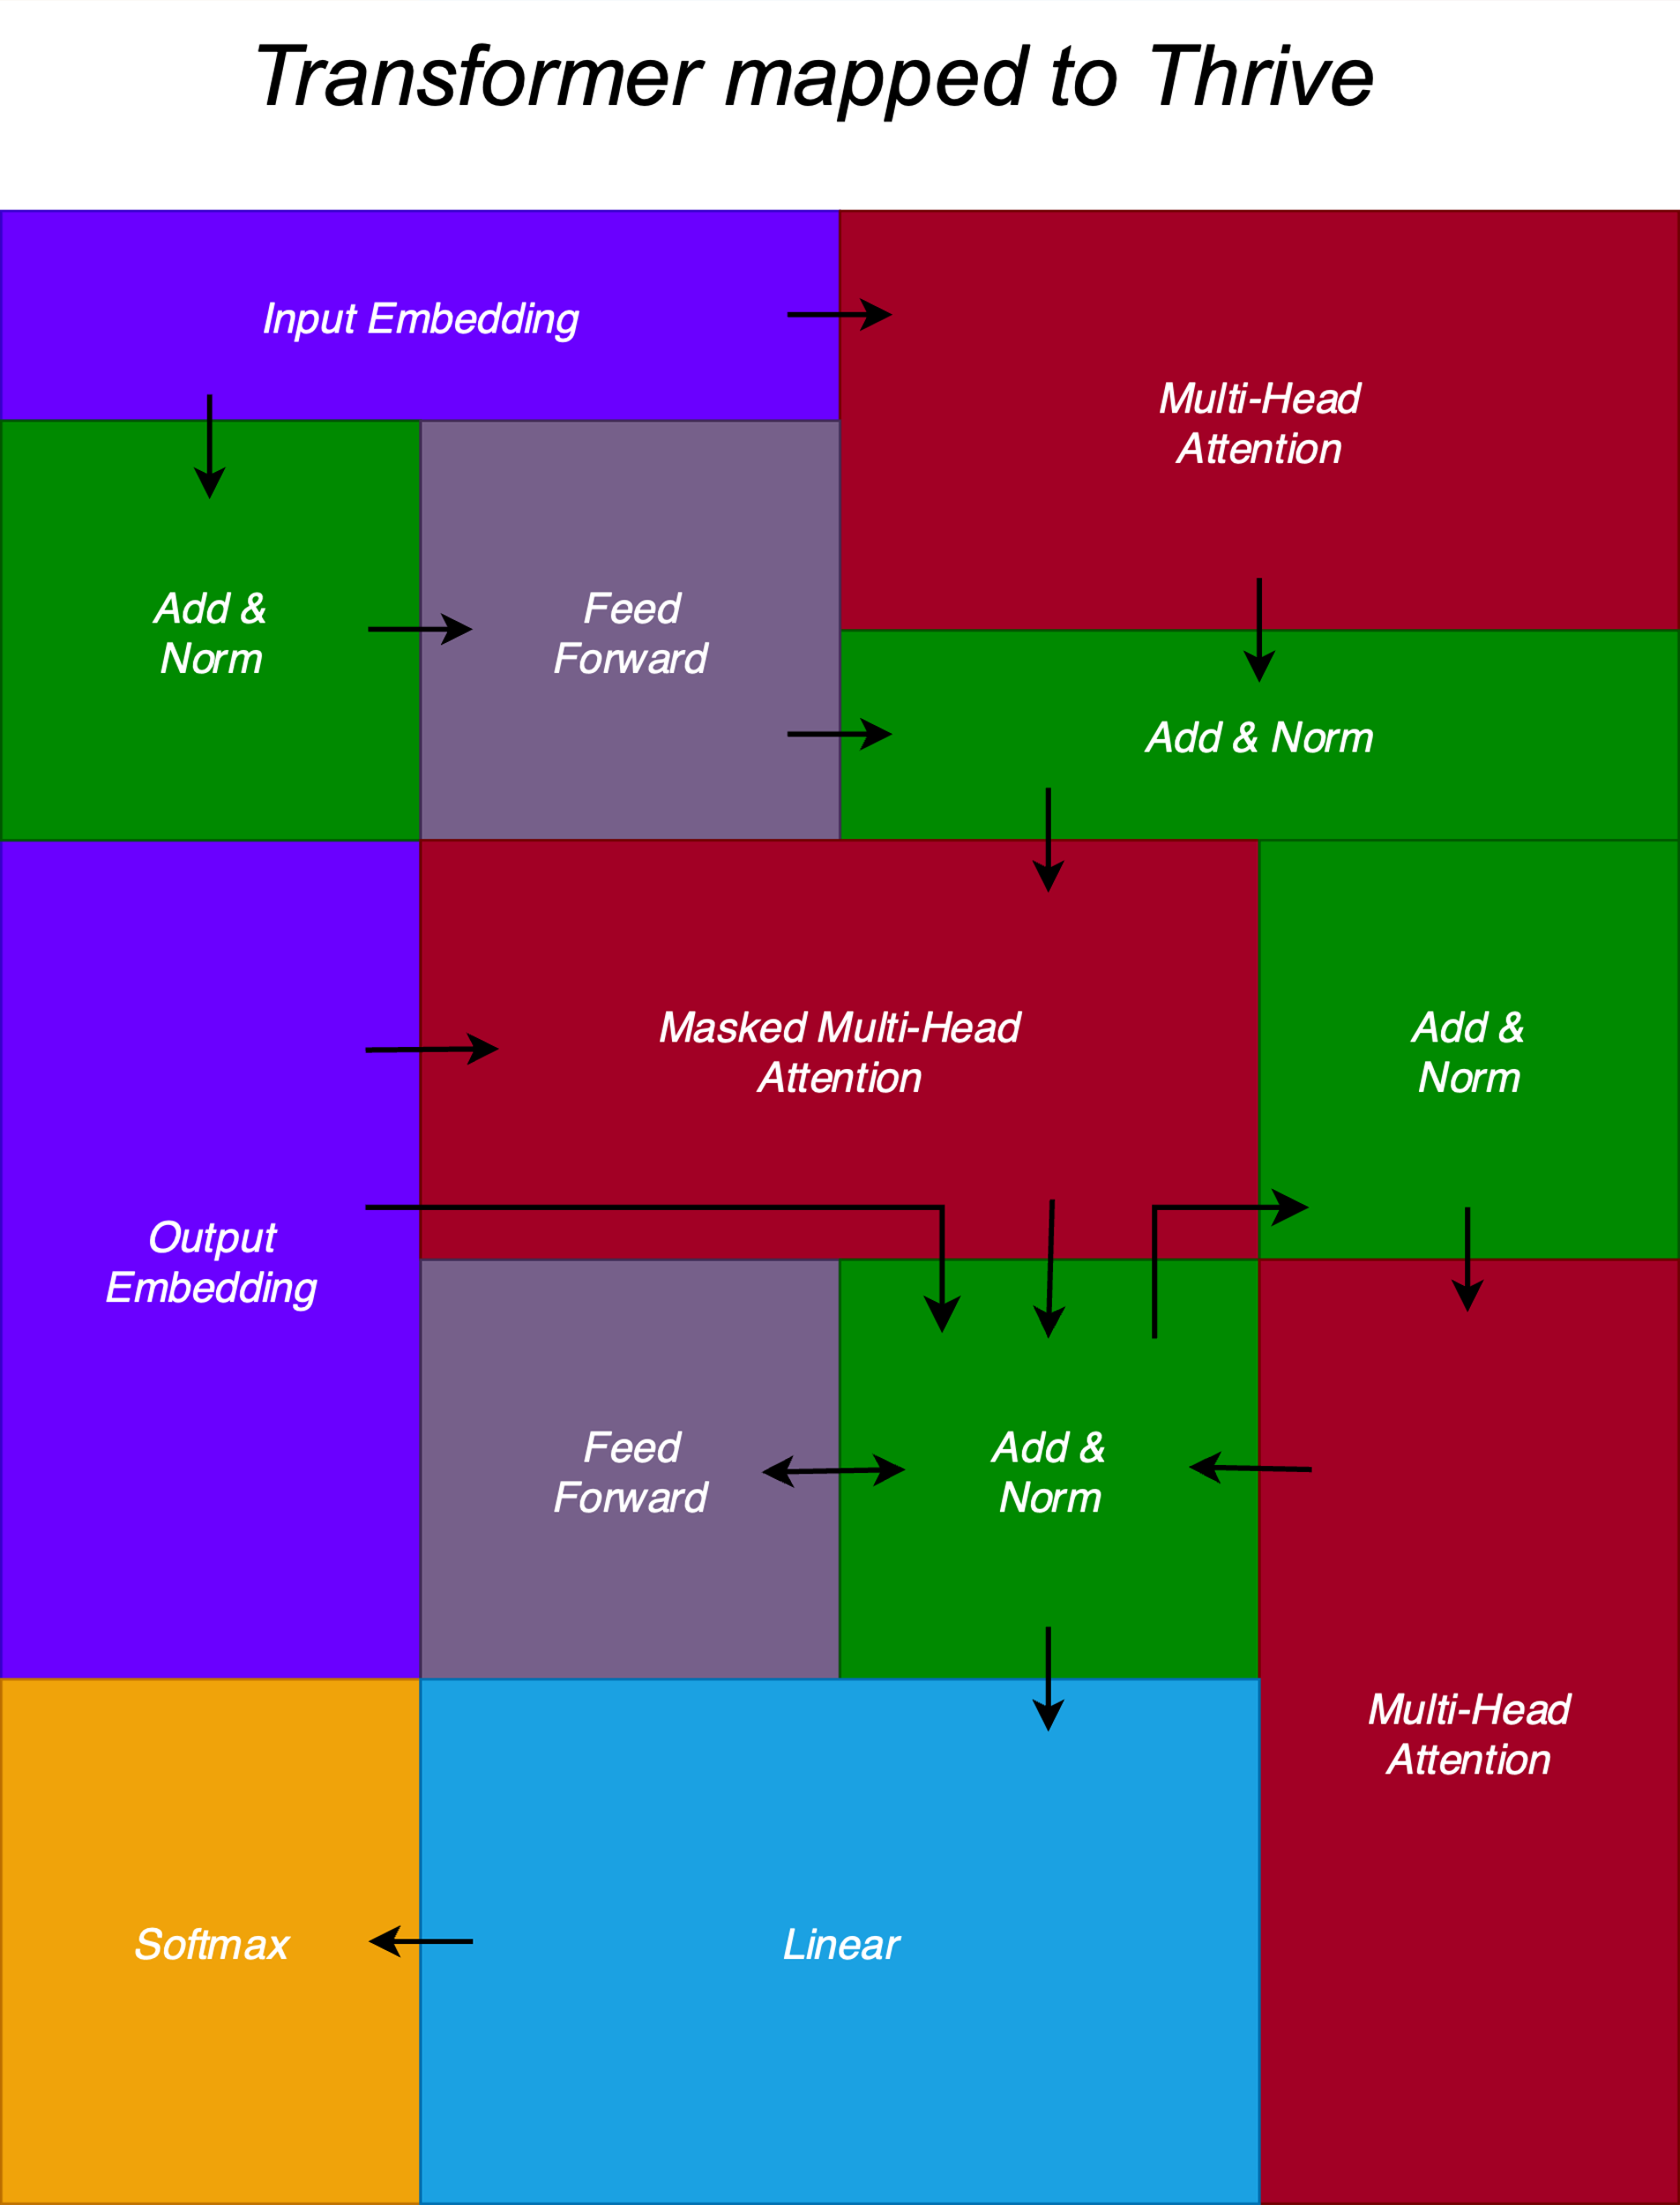 Transformer mapped to Thrive
Input Embedding
Multi-Head
Attention
Add &
Norm
Feed
Forward
Add & Norm
Masked Multi-Head
Attention
Add &
Norm
Output
Embedding
Feed
Forward
Add &
Norm
Multi-Head
Attention
Softmax
Linear